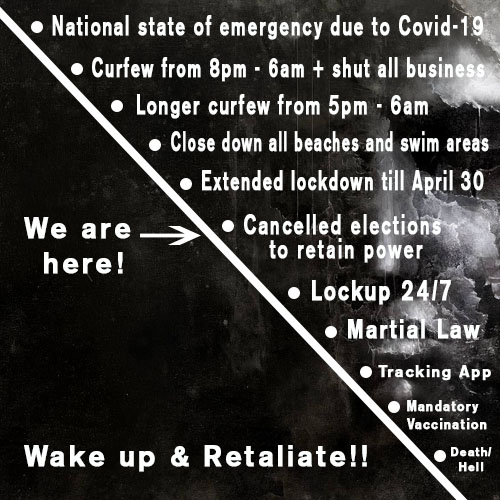 National state of emergency due to Covid-19
Curfew from 8pm - 6am + shut all business
Longer curfew from 5pm - 6am
Close down all beaches and swim areas
Extended lockdown till April 30
We are
here!
Cancelled elections
to retain power
Lockup 24/7
Martial Law
Tracking App
Mandatory
Vaccination
Death/
Hell
Wake up & Retaliate!!